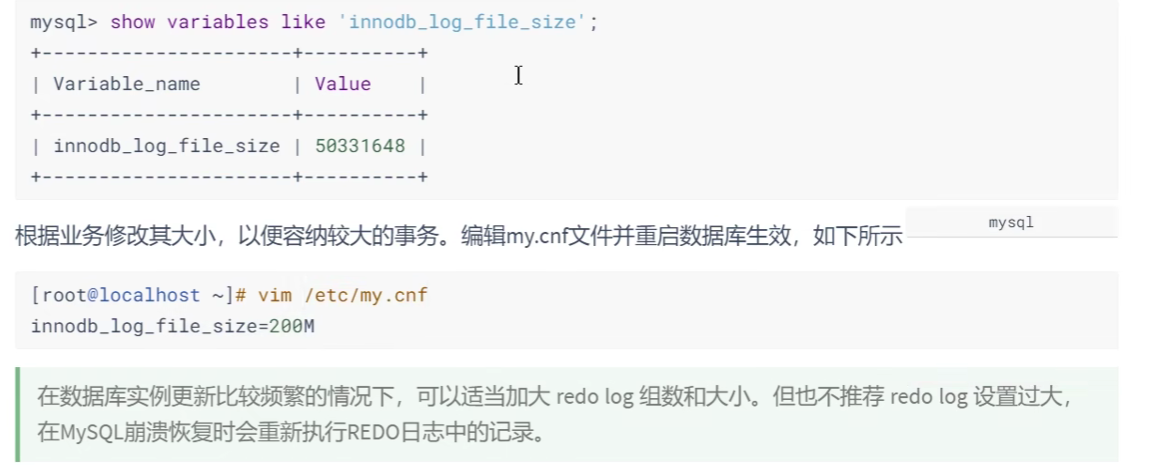 mysql> show variables like 'innodb_log_file_size';
+----------------------+----------+
| Variable_name        | Value    |
+----------------------+----------+
| innodb_log_file_size | 50331648 |
+----------------------+----------+
根据业务修改其大小，以便容纳较大的事务。编辑my.cnf文件并重启数据库生效，如下所示
mysql
[root@localhost ~]# vim /etc/my.cnf
innodb_log_file_size=200M
在数据库实例更新比较频繁的情况下，可以适当加大 redo log 组数和大小。但也不推荐 redo log 设置过大，
在MySQL崩溃恢复时会重新执行REDO日志中的记录。